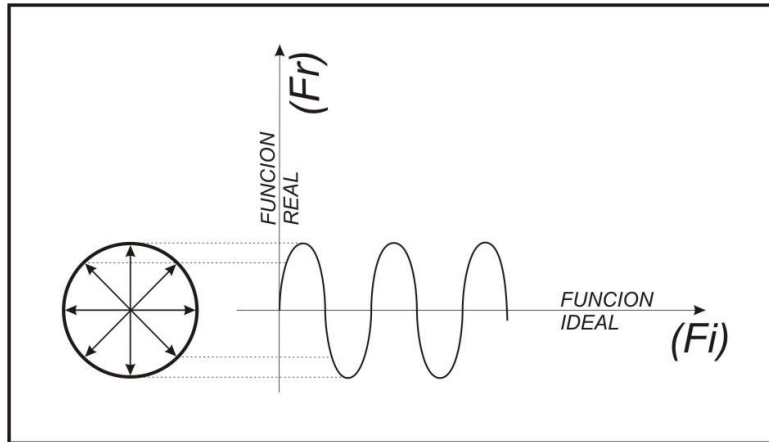 (Fr)
FUNCION
REAL
FUNCION
IDEAL
(Fi)